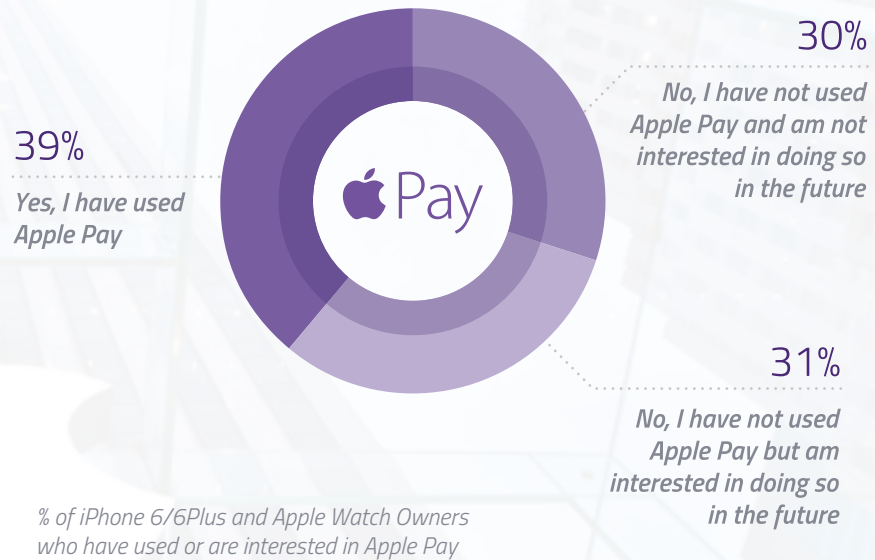 30%
No, I have not used
Apple Pay and am not
interested in doing so
in the future
39%
Yes, I have used
Apple Pay
Pay
31%
No, I have not used
Apple Pay but am
interested in doing so
in the future
% of iPhone 6/6Plus and Apple Watch Owners
who have used or are interested in Apple Pay